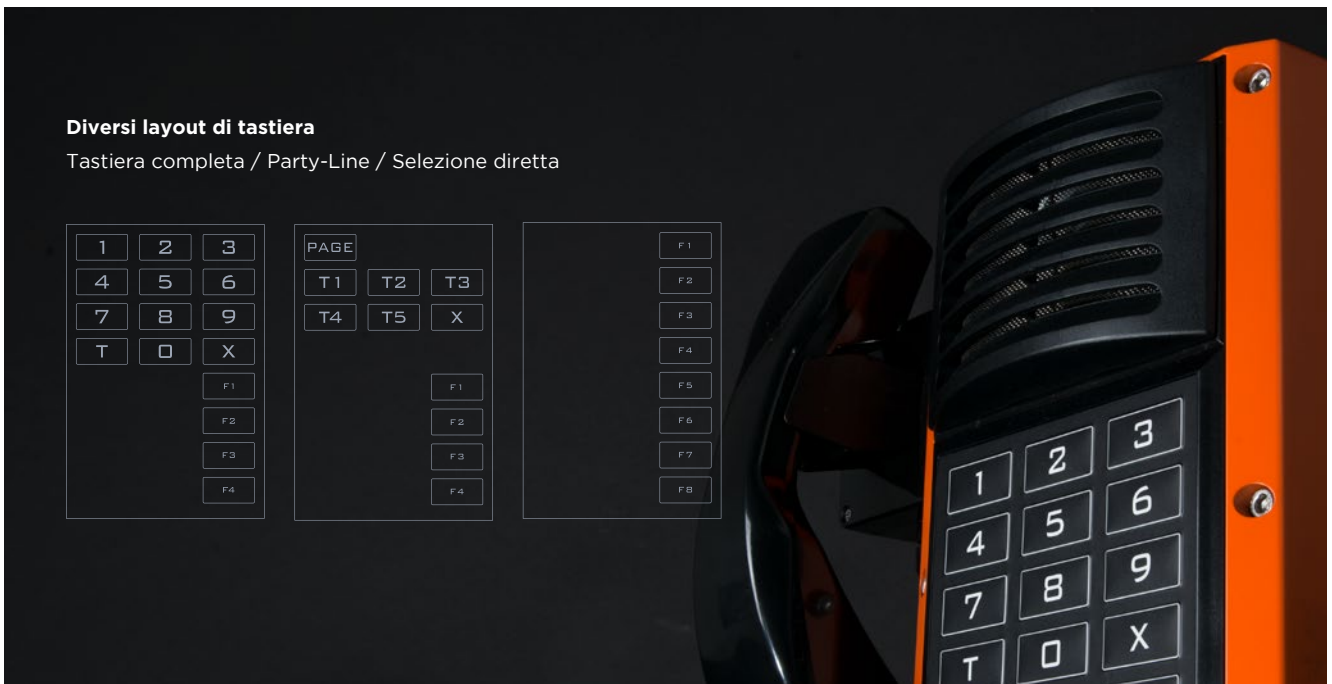 Diversi layout di tastiera
Tastiera completa / Party-Line / Selezione diretta
1 2 3
4 5 6
7 8 9
T 0 X
F1
F2
F3
F4
PAGE
T1 T2 T3
T4 T5 X
F1
F2
F3
F4
F1
F2
F3
F4
F5
F6
F7
F8
1 2 3
4 5 6
7 8 9
T 0 X